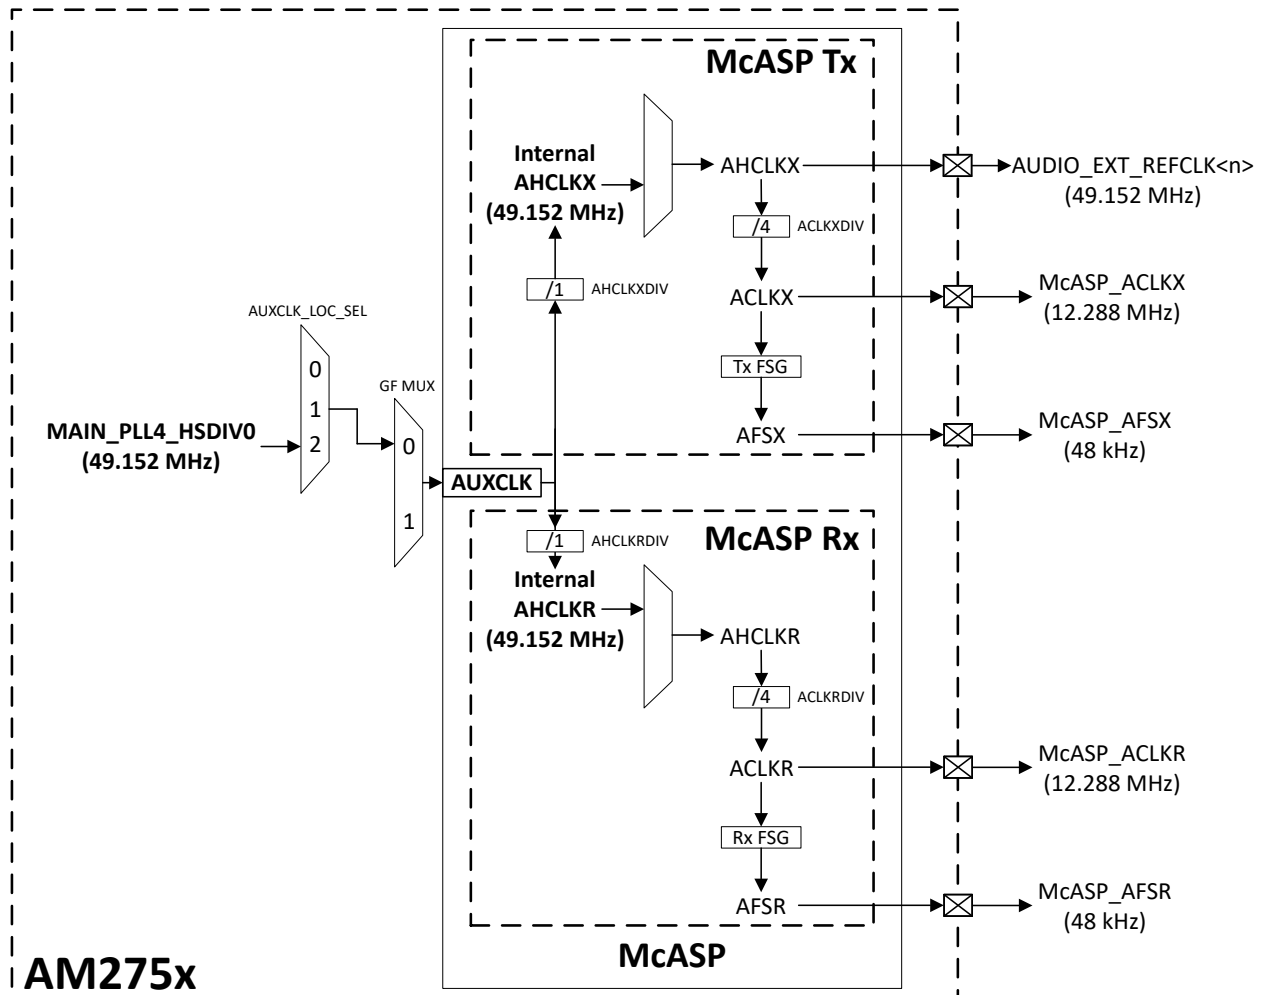 McASP Tx
Internal
AHCLKX
(49.152 MHz)
AHCLKX
AUDIO_EXT_REFCLK<n>
(49.152 MHz)
/4
ACLKXDIV
/1
AHCLKXDIV
ACLKX
McASP_ACLKX
(12.288 MHz)
AUXCLK_LOC_SEL
0
1
2
GF MUX
0
1
Tx FSG
MAIN_PLL4_HSDIV0
(49.152 MHz)
AFSX
McASP_AFSX
(48 kHz)
AUXCLK
/1
AHCLKRDIV
McASP Rx
Internal
AHCLKR
(49.152 MHz)
AHCLKR
/4
ACLKRDIV
ACLKR
McASP_ACLKR
(12.288 MHz)
Rx FSG
AFSR
McASP_AFSR
(48 kHz)
McASP
AM275x